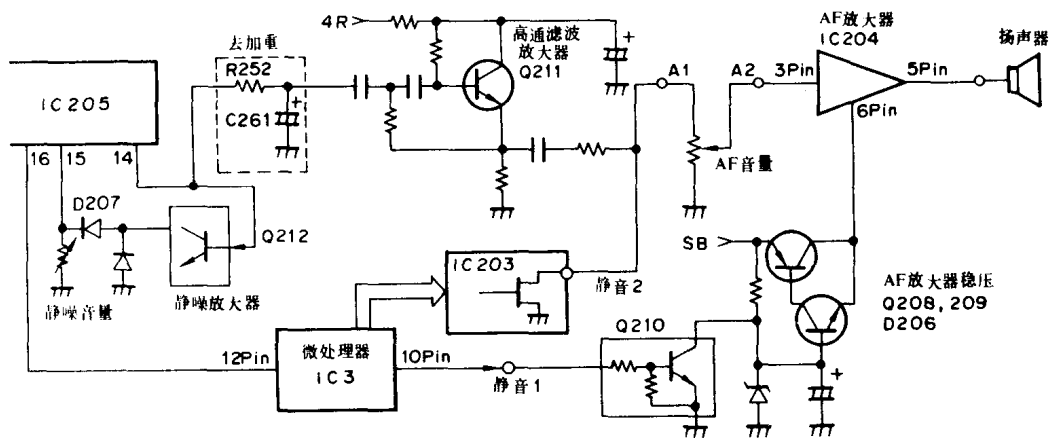 4R
高通滤波
放大器
Q211
AF放大器
IC204
扬声器
去加重
R252
C261
+
+
IC205
16
15
14
A1
A2
3Pin
5Pin
6Pin
AF音量
D207
Q212
静噪音量
静噪放大器
IC203
静音2
SB
AF放大器稳压
Q208, 209
D206
Q210
12Pin
微处理器
IC3
10Pin
静音1
+